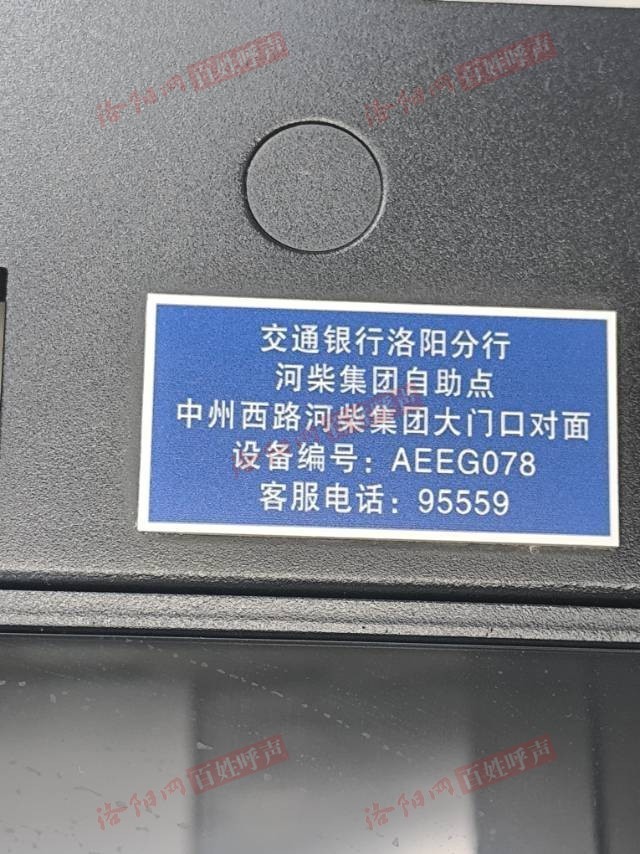 洛阳网 百姓呼声
洛阳网 百姓呼声
交通银行洛阳分行
河柴集团自助点
中州西路河柴集团大门口对面
设备编号：AEEG078
客服电话：95559
洛阳网 百姓呼声
洛阳网 百姓呼声